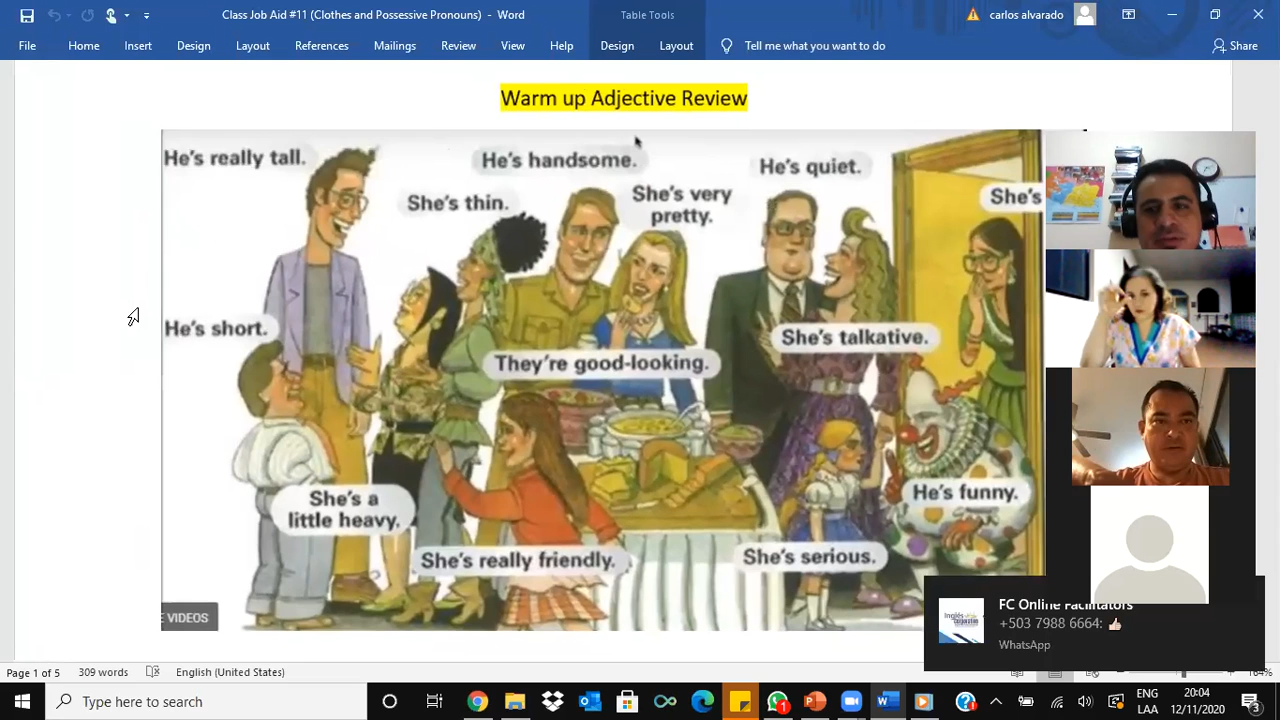 Class Job Aid #11 (Clothes and Possessive Pronouns) - Word
Table Tools
carlos alvarado
File Home Insert Design Layout References Mailings Review View Help Design Layout Tell me what you want to do Share
Warm up Adjective Review
He's really tall.
He's handsome.
He's quiet.
She's thin.
She's very
pretty.
She's
He's short.
She's talkative.
They're good-looking.
She's a
little heavy.
He's funny.
She's really friendly.
She's serious.
E VIDEOS
FC Online Facilitators
+503 7988 6664: 👍🏻
WhatsApp
Page 1 of 5 309 words English (United States) 164%
Type here to search
1
ENG
LAA
20:04
12/11/2020
3